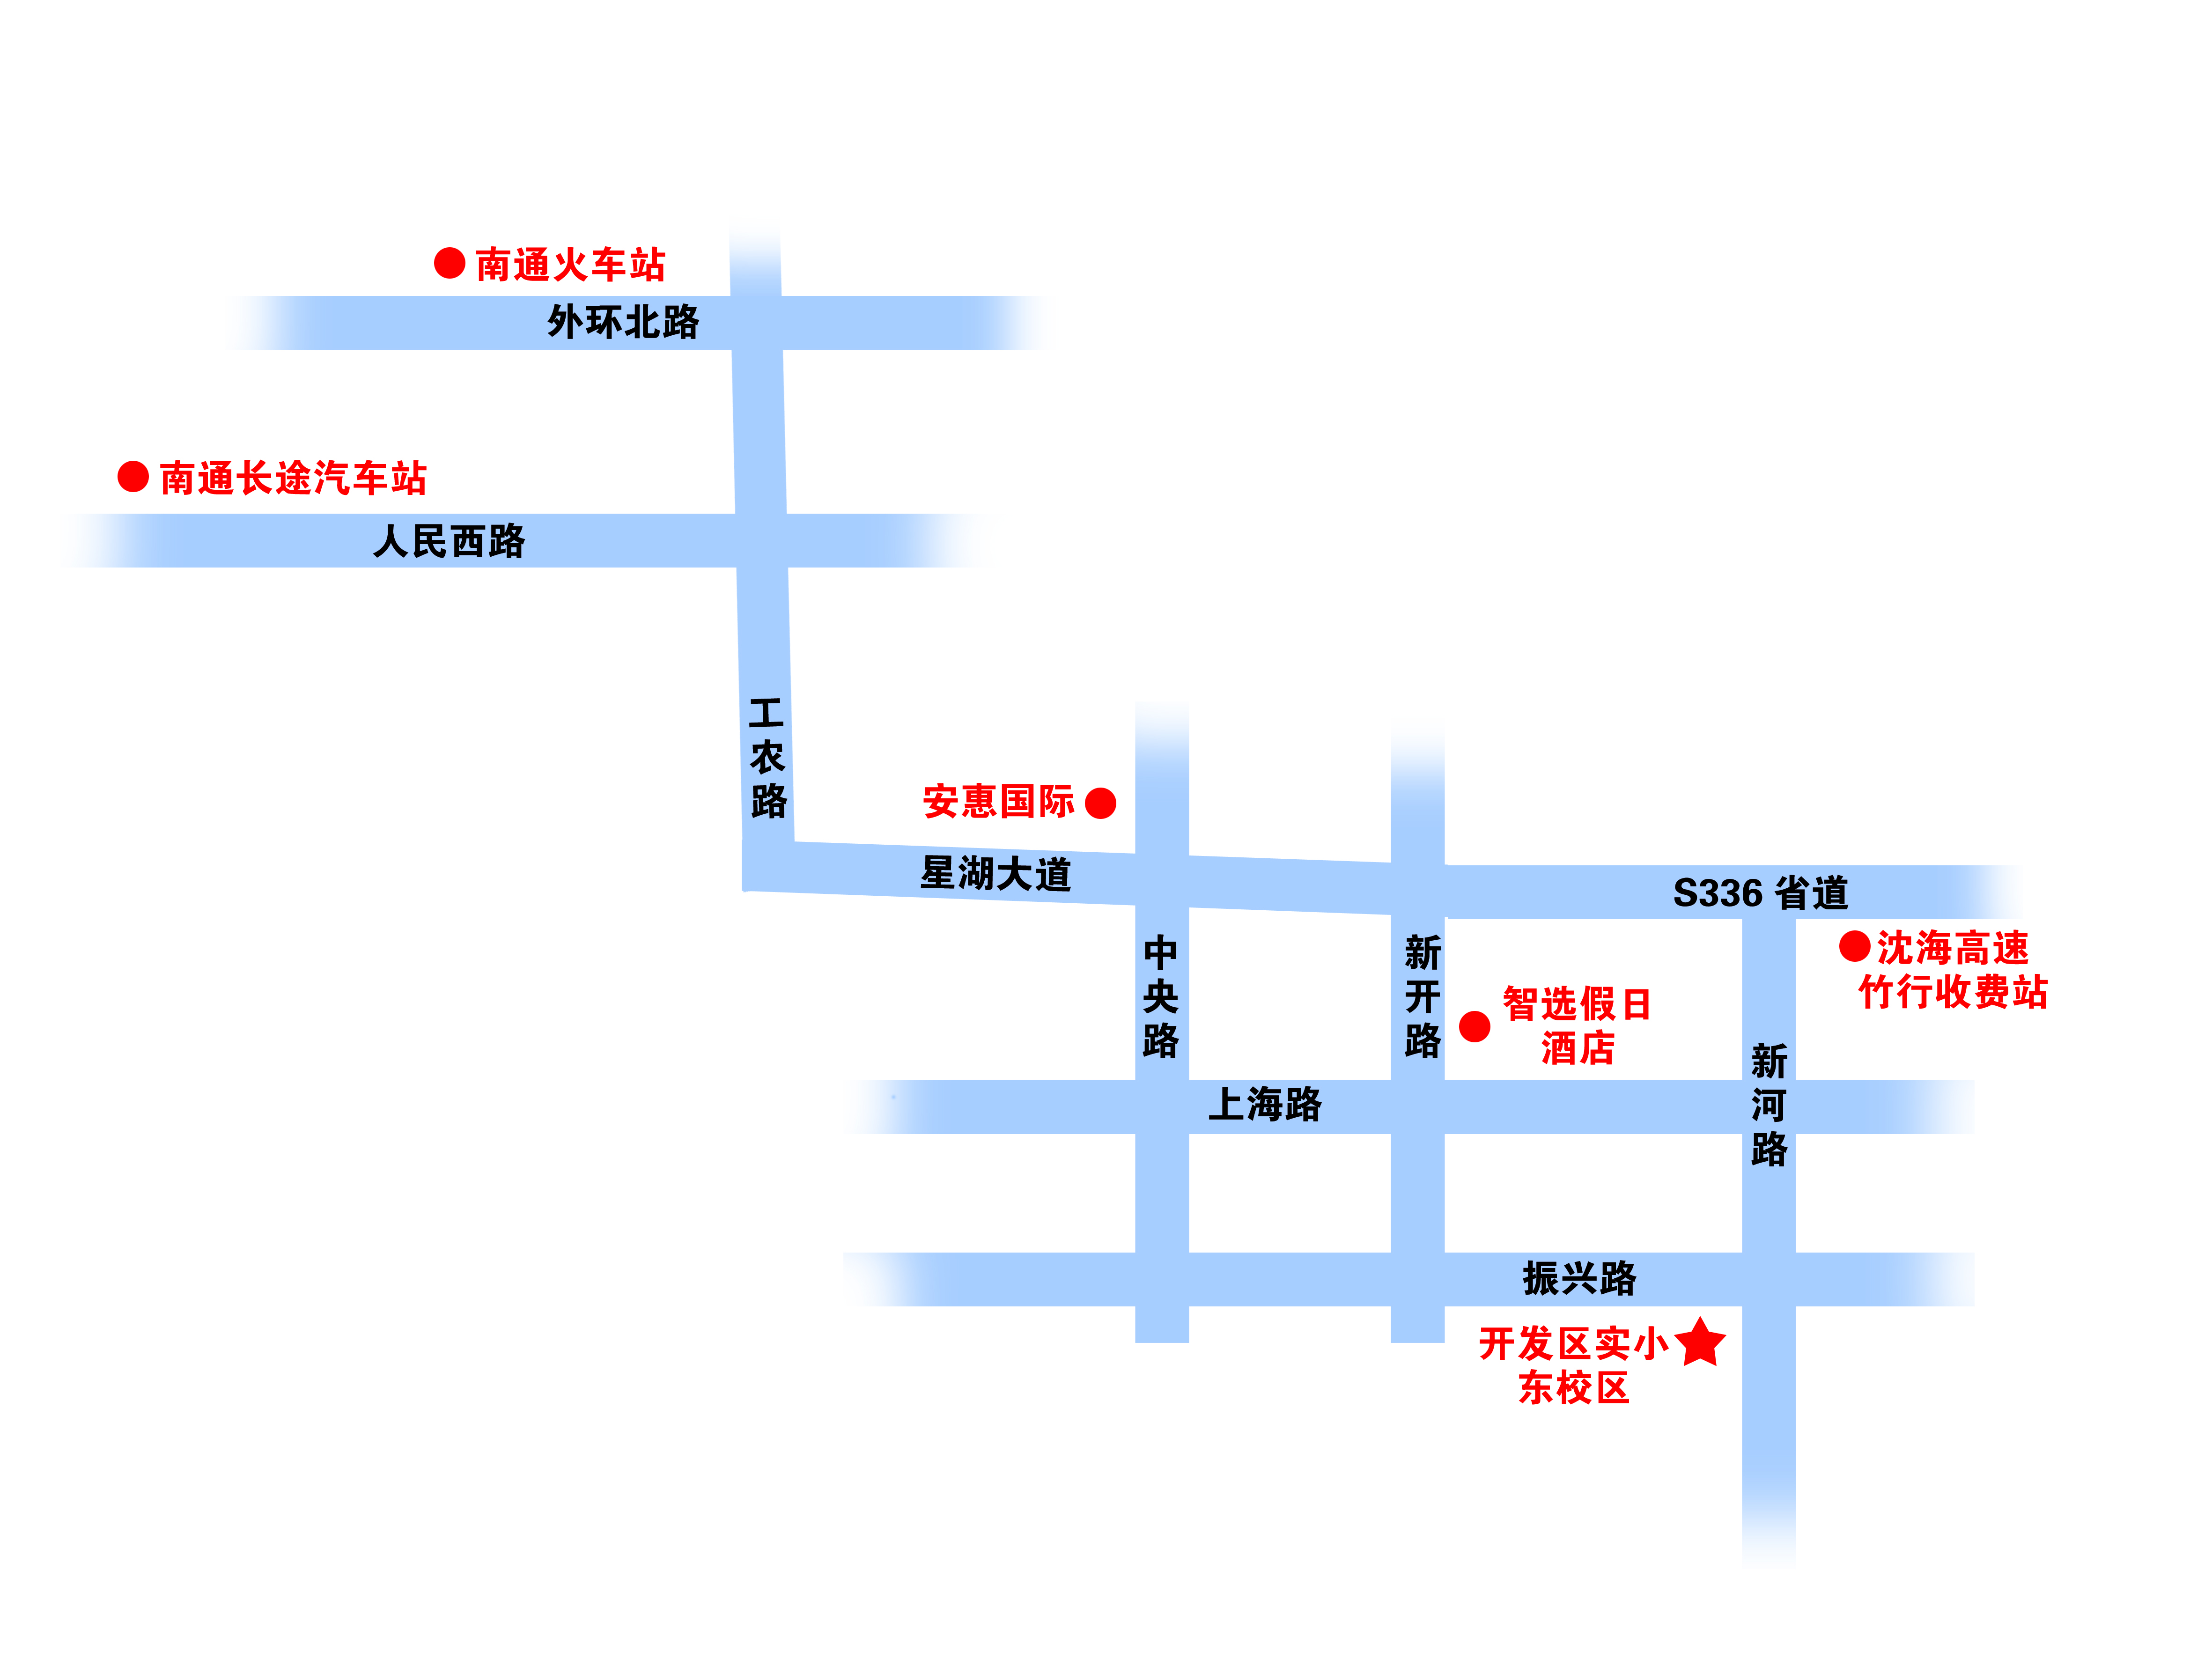 南通火车站
外环北路
南通长途汽车站
人民西路
工农路
安惠国际
星湖大道
S336 省道
中央路
新开路
沈海高速
竹行收费站
智选假日
酒店
新河路
上海路
振兴路
开发区实小
东校区